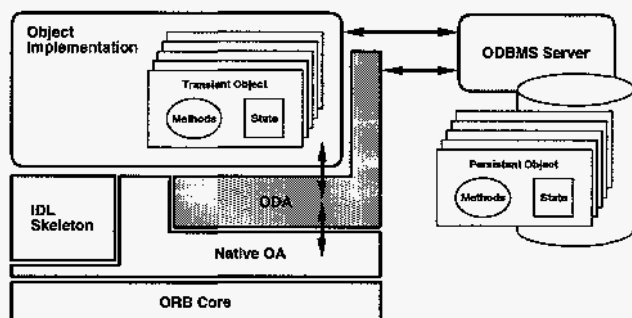 Object
Implementation
Transient Object
Methods
State
ODBMS Server
Persistent Object
Methods
State
IDL
Skeleton
ODA
Native OA
ORB Core